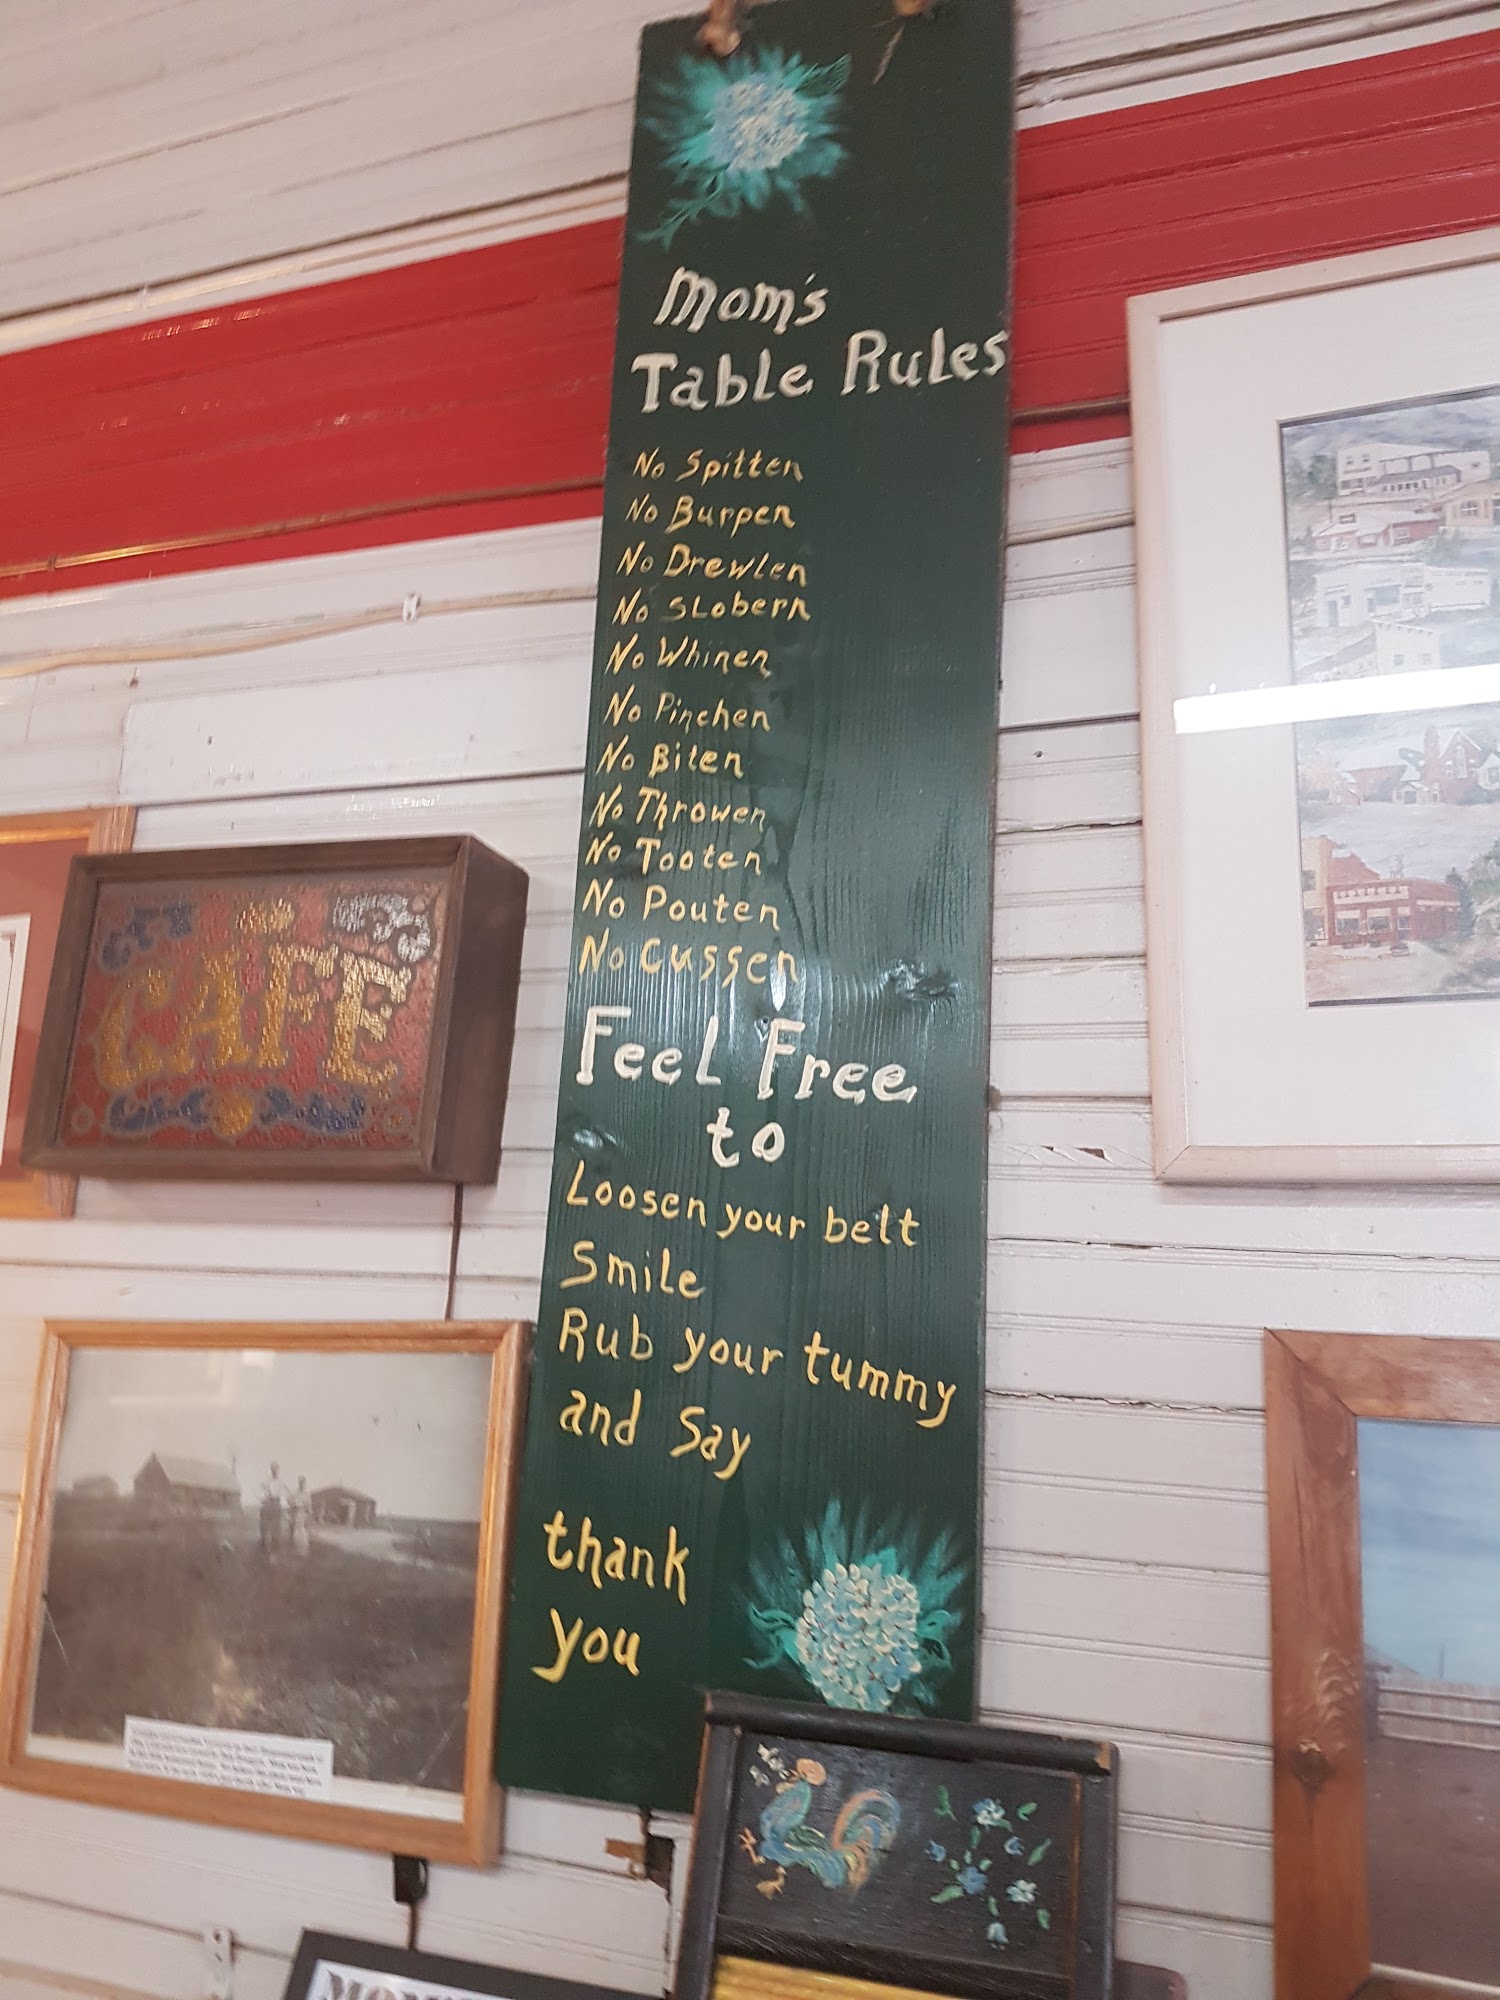 Mom's
Table Rules
No Spitten
No Burpen
No Drewlen
No Slobern
No Whinen
No Pinchen
No Biten
No Throwen
No Tooten
No Pouten
No Cussen
Feel Free
to
Loosen your belt
Smile
Rub your tummy
and Say
thank
you
CAFE